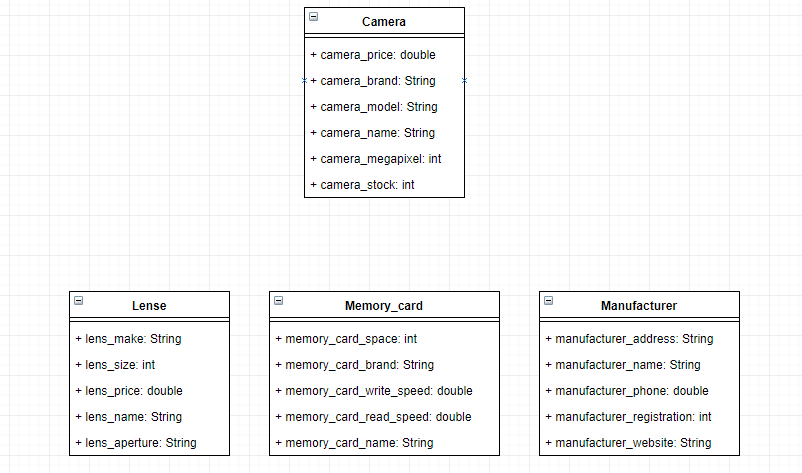 Camera
+ camera_price: double
+ camera_brand: String
+ camera_model: String
+ camera_name: String
+ camera_megapixel: int
+ camera_stock: int
Lense
+ lens_make: String
+ lens_size: int
+ lens_price: double
+ lens_name: String
+ lens_aperture: String
Memory_card
+ memory_card_space: int
+ memory_card_brand: String
+ memory_card_write_speed: double
+ memory_card_read_speed: double
+ memory_card_name: String
Manufacturer
+ manufacturer_address: String
+ manufacturer_name: String
+ manufacturer_phone: double
+ manufacturer_registration: int
+ manufacturer_website: String